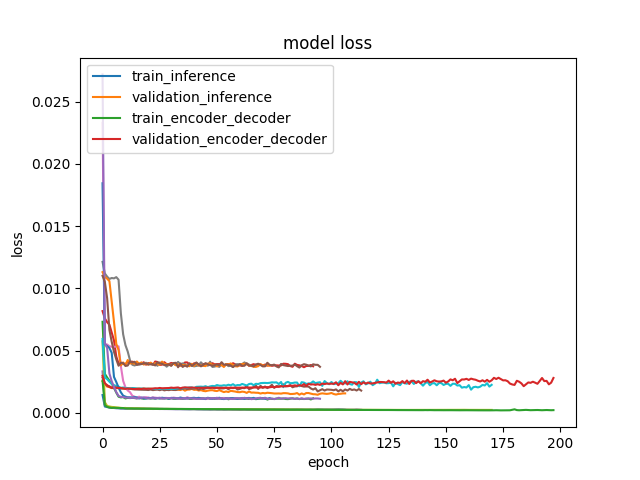 model loss
train_inference
validation_inference
train_encoder_decoder
validation_encoder_decoder
loss
0.025
0.020
0.015
0.010
0.005
0.000
0 25 50 75 100 125 150 175 200
epoch